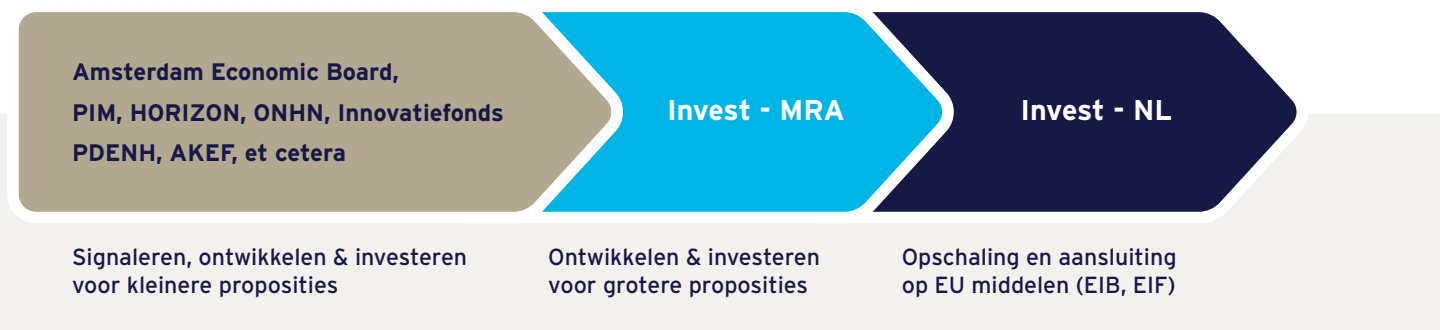 Amsterdam Economic Board,
PIM, HORIZON, ONHN, Innovatiefonds
PDENH, AKEF, et cetera
Invest - MRA
Invest - NL
Signaleren, ontwikkelen & investeren
voor kleinere proposities
Ontwikkelen & investeren
voor grotere proposities
Opschaling en aansluiting
op EU middelen (EIB, EIF)